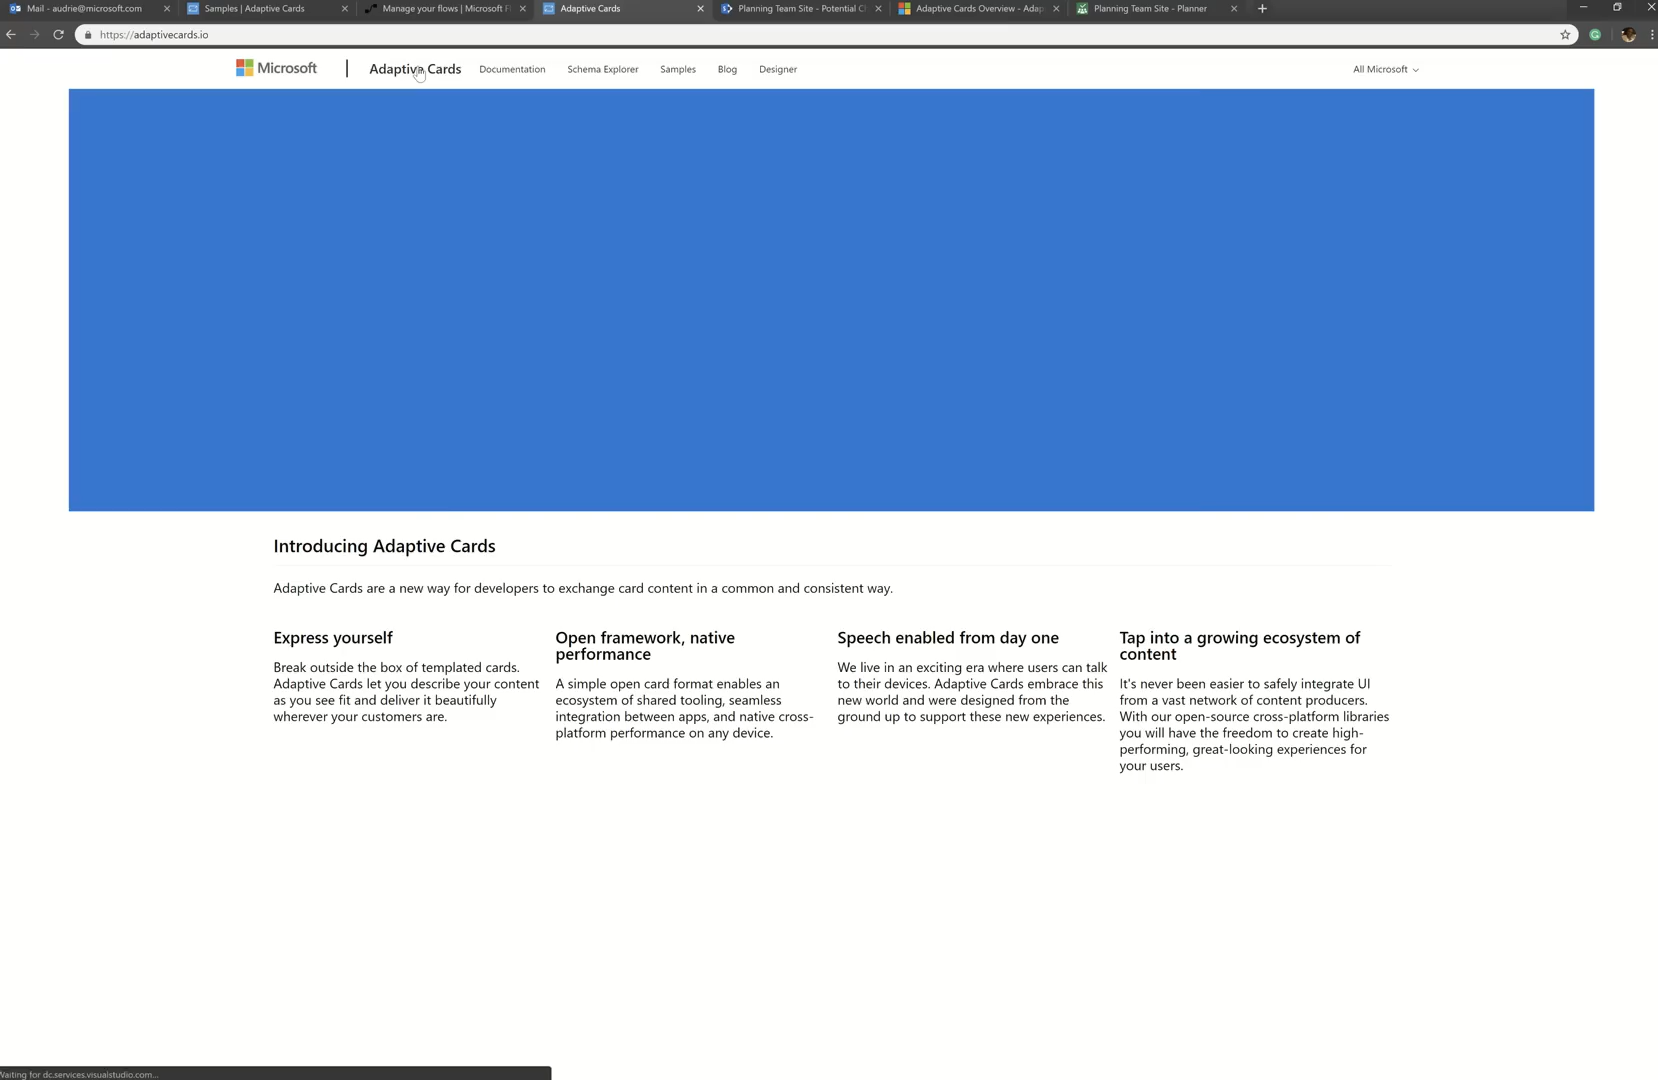 Mail - audrie@microsoft.com
Samples | Adaptive Cards
Manage your flows | Microsoft Fl
Adaptive Cards
Planning Team Site - Potential C
Adaptive Cards Overview - Adap
Planning Team Site - Planner
https://adaptivecards.io
Microsoft
Adaptive Cards
Documentation
Schema Explorer
Samples
Blog
Designer
All Microsoft
Introducing Adaptive Cards
Adaptive Cards are a new way for developers to exchange card content in a common and consistent way.
Express yourself
Break outside the box of templated cards.
Adaptive Cards let you describe your content
as you see fit and deliver it beautifully
wherever your customers are.
Open framework, native
performance
A simple open card format enables an
ecosystem of shared tooling, seamless
integration between apps, and native cross-
platform performance on any device.
Speech enabled from day one
We live in an exciting era where users can talk
to their devices. Adaptive Cards embrace this
new world and were designed from the
ground up to support these new experiences.
Tap into a growing ecosystem of
content
It's never been easier to safely integrate UI
from a vast network of content producers.
With our open-source cross-platform libraries
you will have the freedom to create high-
performing, great-looking experiences for
your users.
Waiting for dc.services.visualstudio.com...